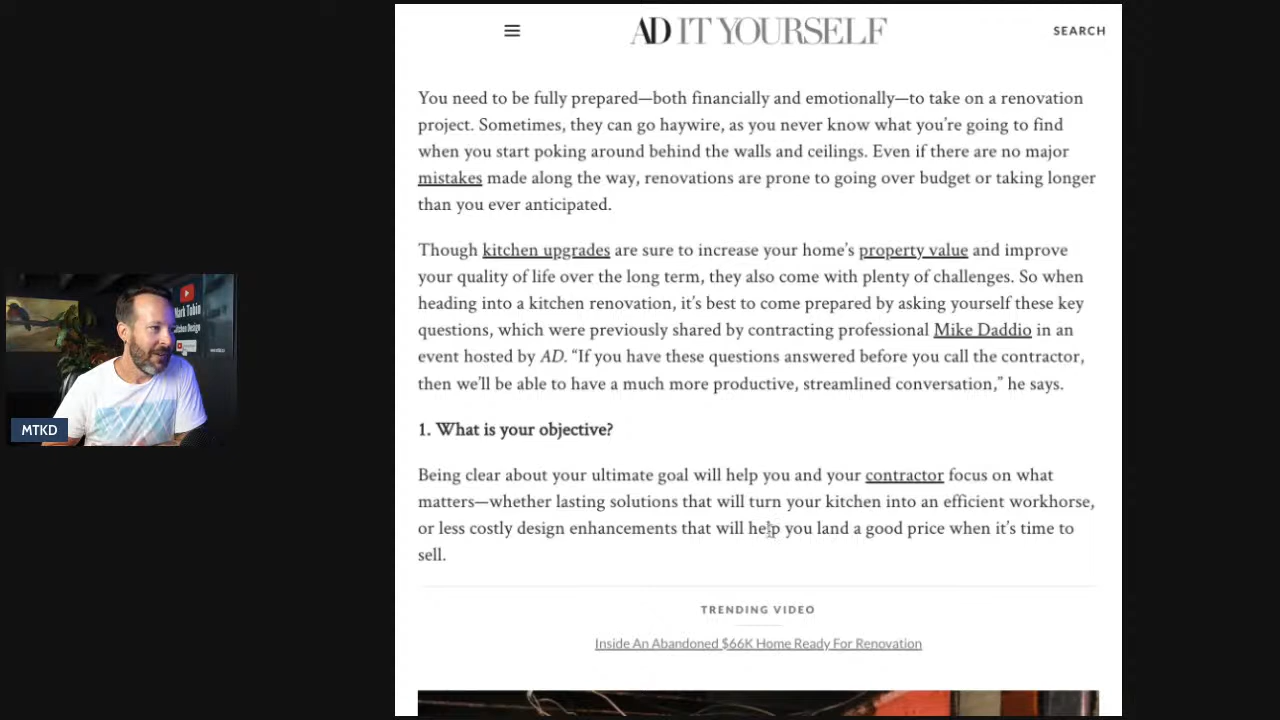 AD IT YOURSELF
SEARCH
You need to be fully prepared—both financially and emotionally—to take on a renovation
project. Sometimes, they can go haywire, as you never know what you're going to find
when you start poking around behind the walls and ceilings. Even if there are no major
mistakes made along the way, renovations are prone to going over budget or taking longer
than you ever anticipated.
Though kitchen upgrades are sure to increase your home's property value and improve
your quality of life over the long term, they also come with plenty of challenges. So when
heading into a kitchen renovation, it's best to come prepared by asking yourself these key
questions, which were previously shared by contracting professional Mike Daddio in an
event hosted by AD. “If you have these questions answered before you call the contractor,
then we'll be able to have a much more productive, streamlined conversation,” he says.
1. What is your objective?
Being clear about your ultimate goal will help you and your contractor focus on what
matters—whether lasting solutions that will turn your kitchen into an efficient workhorse,
or less costly design enhancements that will help you land a good price when it's time to
sell.
TRENDING VIDEO
Inside An Abandoned $66K Home Ready For Renovation
Mark Tobin
Kitchen Design
MTKD